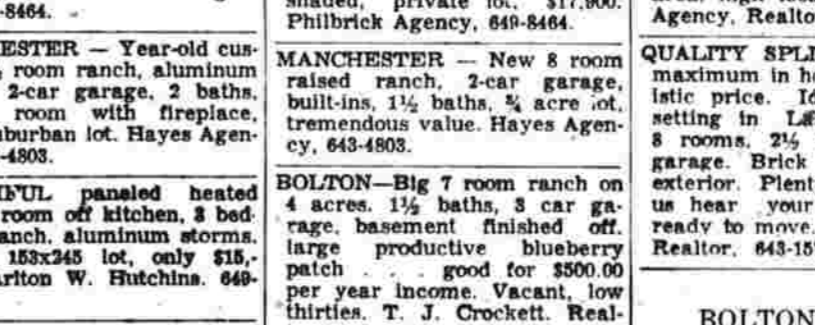 -8464.
ESTER — Year-old cus-
room ranch, aluminum
2-car garage, 2 baths,
room with fireplace,
uburban lot. Hayes Agen-
-4803.
paneled heated
room off kitchen, 3 bed-
anch, aluminum storms,
153x245 lot, only $15,-
rlton W. Hutchins. 649-
shaded, private lot, $17,900.
Philbrick Agency, 649-8464.
MANCHESTER — New 8 room
raised ranch, 2-car garage,
built-ins, 1½ baths, ¾ acre lot,
tremendous value. Hayes Agen-
cy, 643-4803.
BOLTON—Big 7 room ranch on
4 acres. 1½ baths, 3 car ga-
rage, basement finished off,
large productive blueberry
patch . . . good for $500.00
per year income. Vacant, low
thirties. T. J. Crockett, Real-
Agency, Realto
QUALITY SPLI
maximum in h
istic price. Id
setting in
8 rooms, 2½
garage. Brick
exterior. Plent
us hear your
ready to move.
Realtor, 643-15
BOLTON